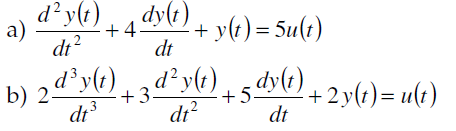 a) d²y(t)/dt² + 4 dy(t)/dt + y(t) = 5u(t)
b) 2 d³y(t)/dt³ + 3 d²y(t)/dt² + 5 dy(t)/dt + 2y(t) = u(t)